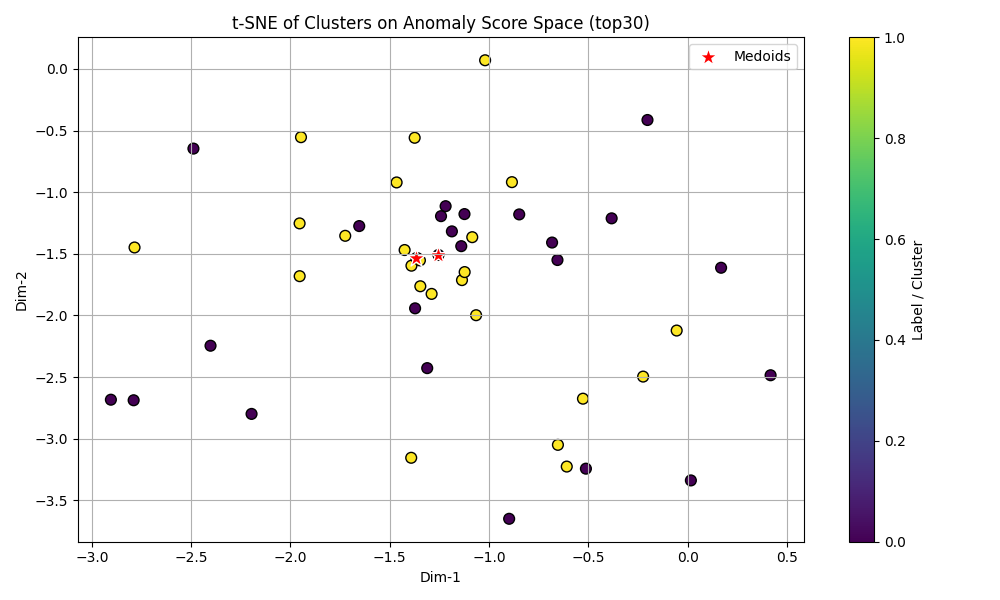 t-SNE of Clusters on Anomaly Score Space (top30)
Medoids
0.0
−0.5
−1.0
−1.5
−2.0
−2.5
−3.0
−3.5
Dim-2
−3.0 −2.5 −2.0 −1.5 −1.0 −0.5 0.0 0.5
Dim-1
1.0
0.8
0.6
0.4
0.2
0.0
Label / Cluster